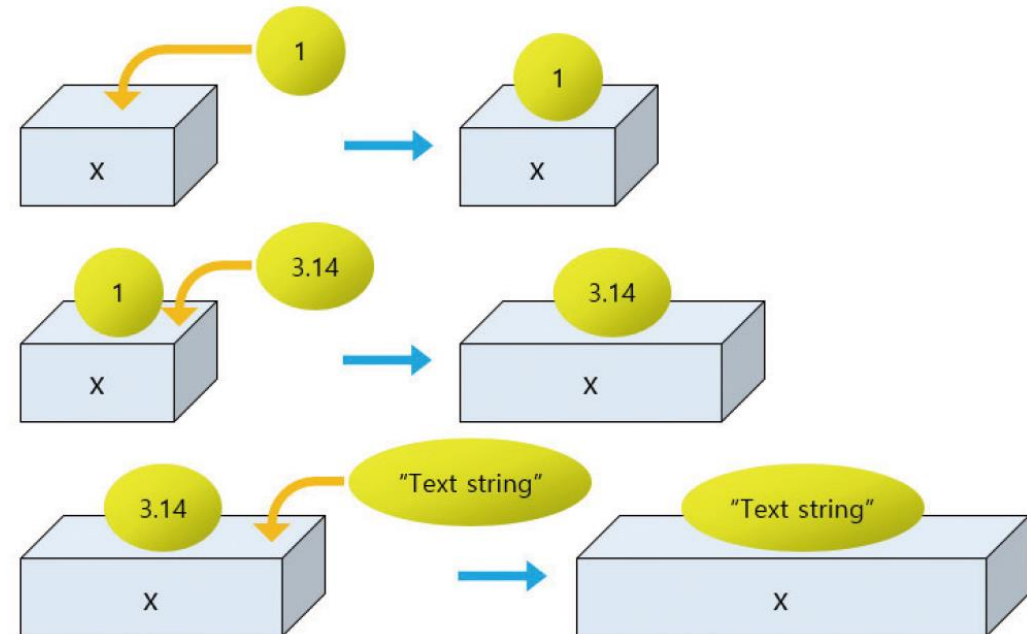 1
1
X
X
1
3.14
3.14
X
X
3.14
"Text string"
"Text string"
X
X